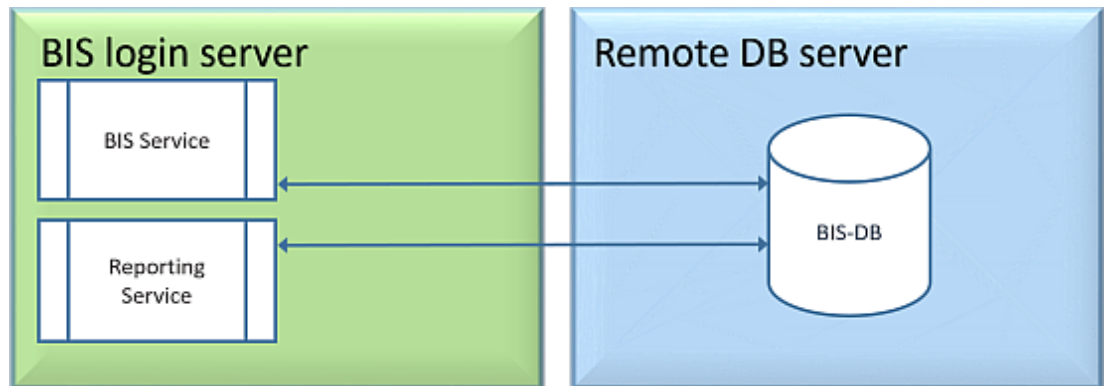 BIS login server
BIS Service
Reporting
Service
Remote DB server
BIS-DB